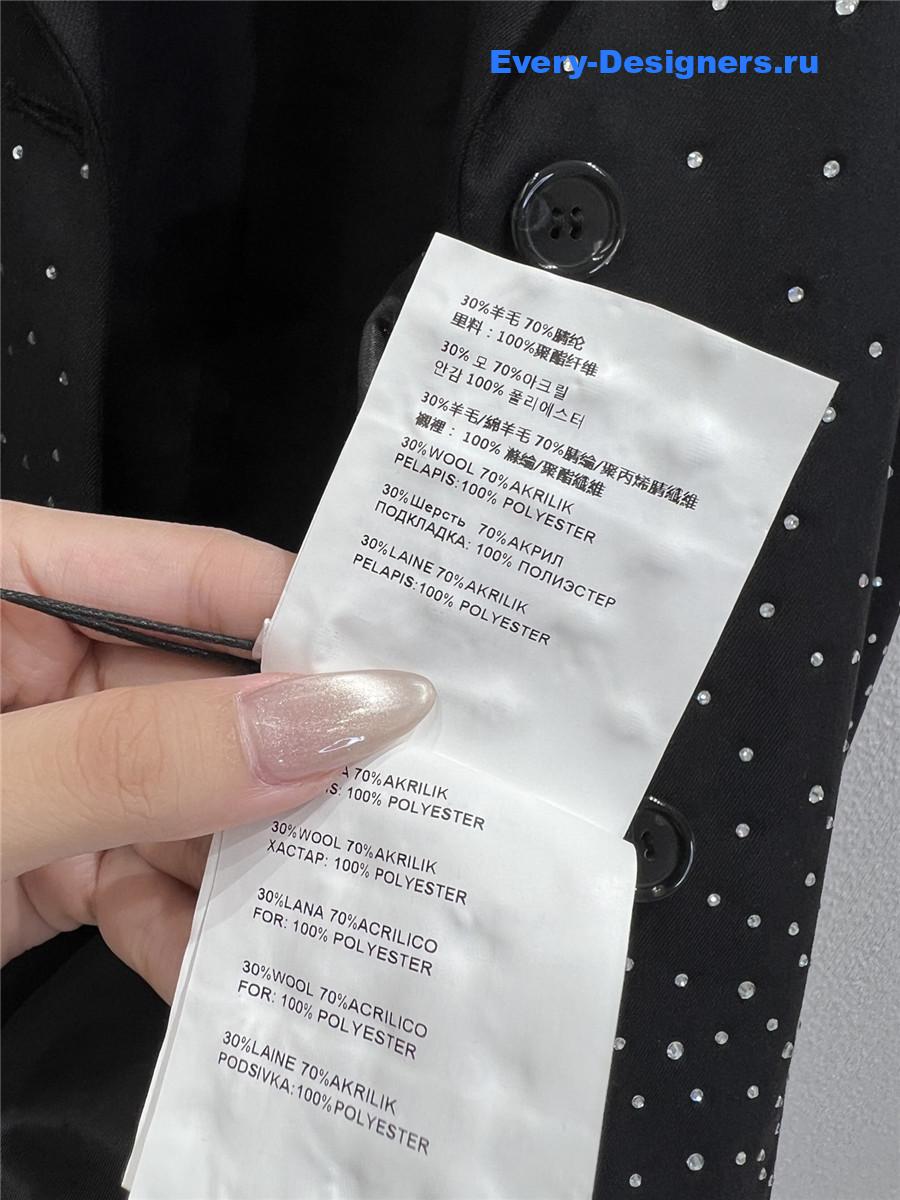 Every-Designers.ru
30%羊毛 70%腈纶
里料：100%聚酯纤维
30% 모 70%아크릴
안감 100% 폴리에스터
30%羊毛/綿羊毛 70%腈綸/聚丙烯腈纖維
襯裡：100% 滌綸/聚酯纖維
30%WOOL 70%AKRILIK
PELAPIS:100% POLYESTER
30%Шерсть 70%АКРИЛ
ПОДКЛАДКА: 100% ПОЛИЭСТЕР
30%LAINE 70%AKRILIK
PELAPIS:100% POLYESTER
70%AKRILIK
100% POLYESTER
30%WOOL 70%AKRILIK
XACTAP: 100% POLYESTER
30%LANA 70%ACRILICO
FOR: 100% POLYESTER
30%WOOL 70%ACRILICO
FOR: 100% POLYESTER
30%LAINE 70%AKRILIK
PODSIVKA:100%POLYESTER